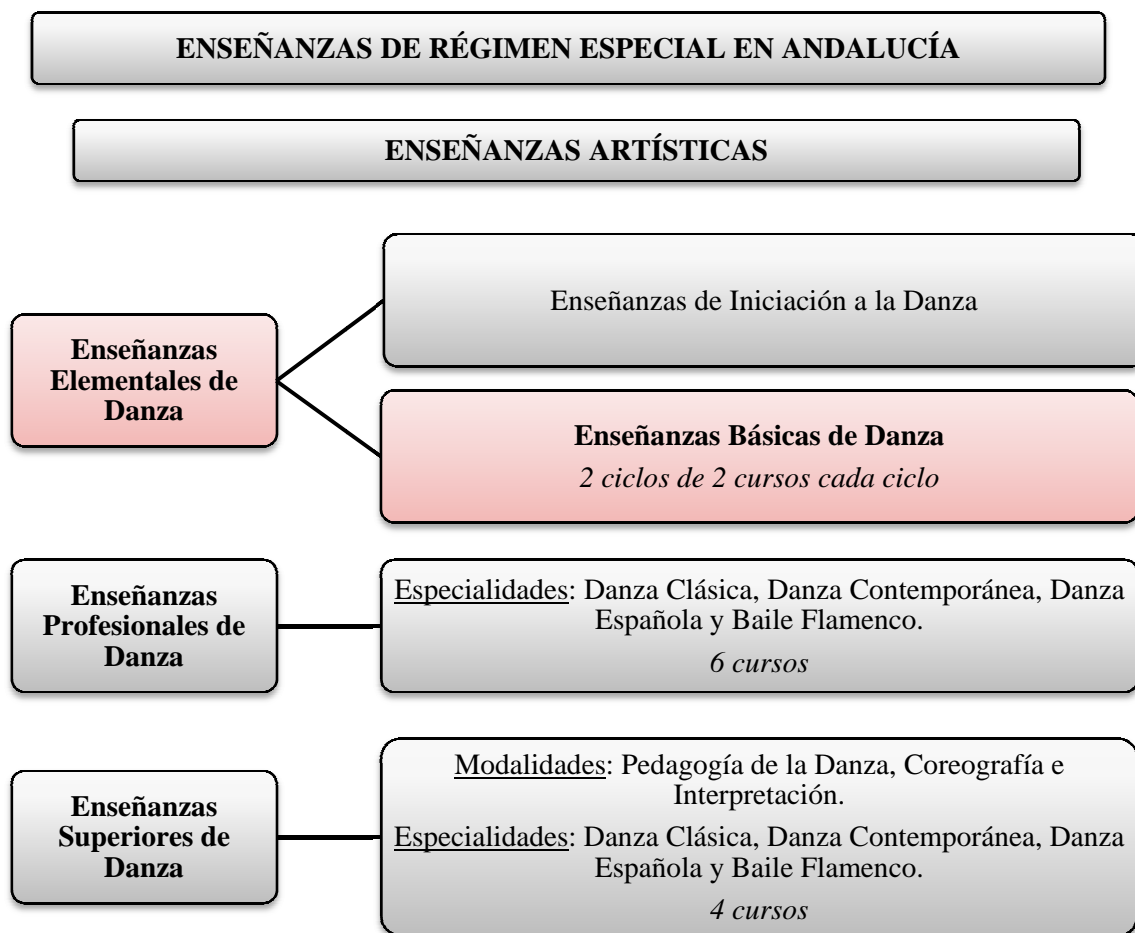 ENSEÑANZAS DE RÉGIMEN ESPECIAL EN ANDALUCÍA
ENSEÑANZAS ARTÍSTICAS
Enseñanzas
Elementales de
Danza
Enseñanzas de Iniciación a la Danza
Enseñanzas Básicas de Danza
2 ciclos de 2 cursos cada ciclo
Enseñanzas
Profesionales de
Danza
Especialidades: Danza Clásica, Danza Contemporánea, Danza
Española y Baile Flamenco.
6 cursos
Enseñanzas
Superiores de
Danza
Modalidades: Pedagogía de la Danza, Coreografía e
Interpretación.
Especialidades: Danza Clásica, Danza Contemporánea, Danza
Española y Baile Flamenco.
4 cursos